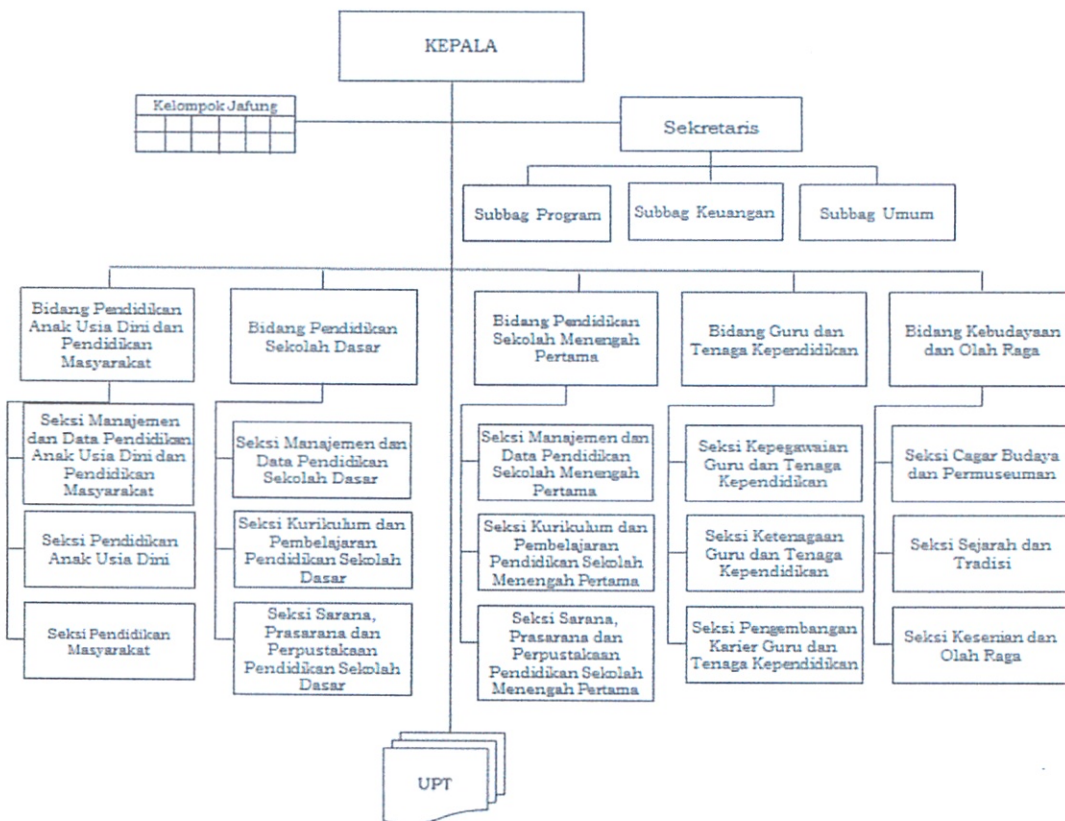 KEPALA
Kelompok Jafung
Sekretaris
Subbag Program
Subbag Keuangan
Subbag Umum
Bidang Pendidikan
Anak Usia Dini dan
Pendidikan
Masyarakat
Bidang Pendidikan
Sekolah Dasar
Bidang Pendidikan
Sekolah Menengah
Pertama
Bidang Guru dan
Tenaga Kependidikan
Bidang Kebudayaan
dan Olah Raga
Seksi Manajemen
dan Data Pendidikan
Anak Usia Dini dan
Pendidikan
Masyarakat
Seksi Manajemen dan
Data Pendidikan
Sekolah Dasar
Seksi Manajemen dan
Data Pendidikan
Sekolah Menengah
Pertama
Seksi Kepegawaian
Guru dan Tenaga
Kependidikan
Seksi Cagar Budaya
dan Permuseuman
Seksi Pendidikan
Anak Usia Dini
Seksi Kurikulum dan
Pembelajaran
Pendidikan Sekolah
Dasar
Seksi Kurikulum dan
Pembelajaran
Pendidikan Sekolah
Menengah Pertama
Seksi Ketenagaan
Guru dan Tenaga
Kependidikan
Seksi Sejarah dan
Tradisi
Seksi Pendidikan
Masyarakat
Seksi Sarana,
Prasarana dan
Perpustakaan
Pendidikan Sekolah
Dasar
Seksi Sarana,
Prasarana dan
Perpustakaan
Pendidikan Sekolah
Menengah Pertama
Seksi Pengembangan
Karier Guru dan
Tenaga Kependidikan
Seksi Kesenian dan
Olah Raga
UPT